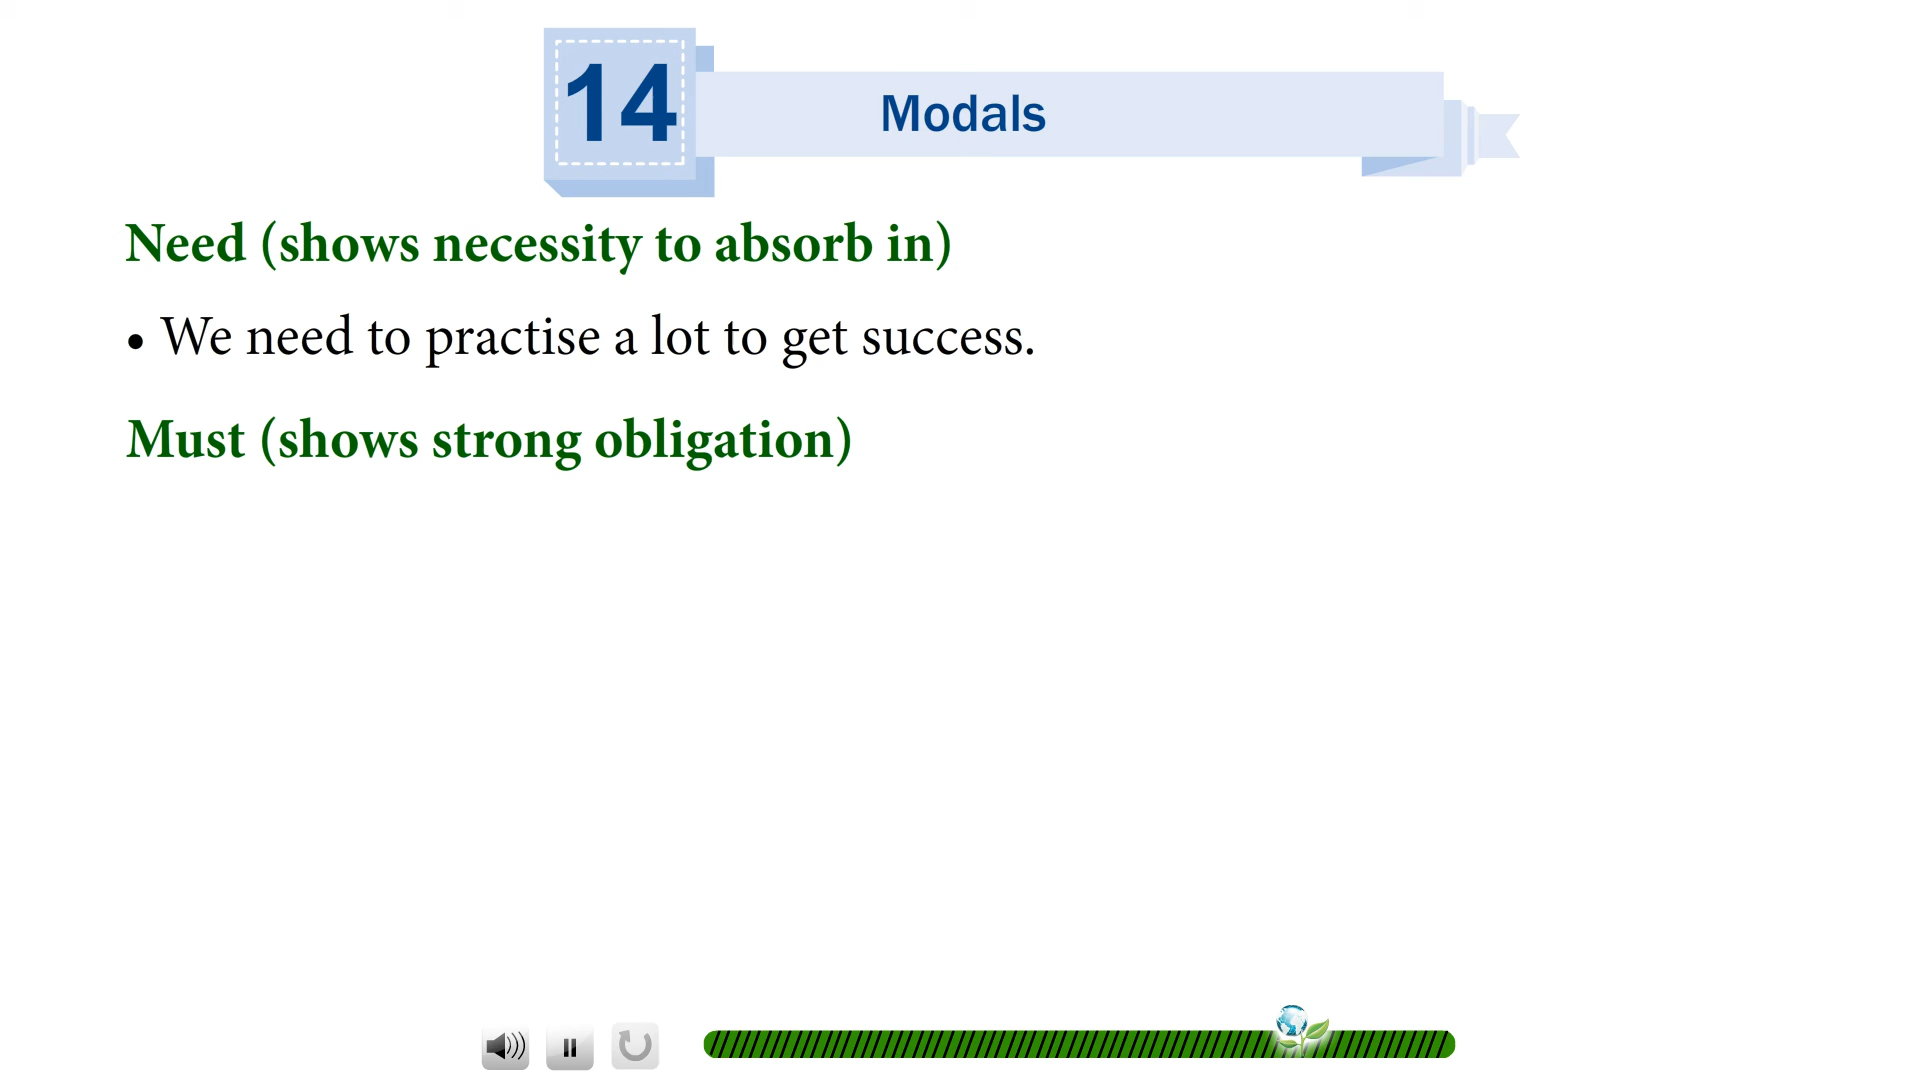 14
Modals
Need (shows necessity to absorb in)
• We need to practise a lot to get success.
Must (shows strong obligation)